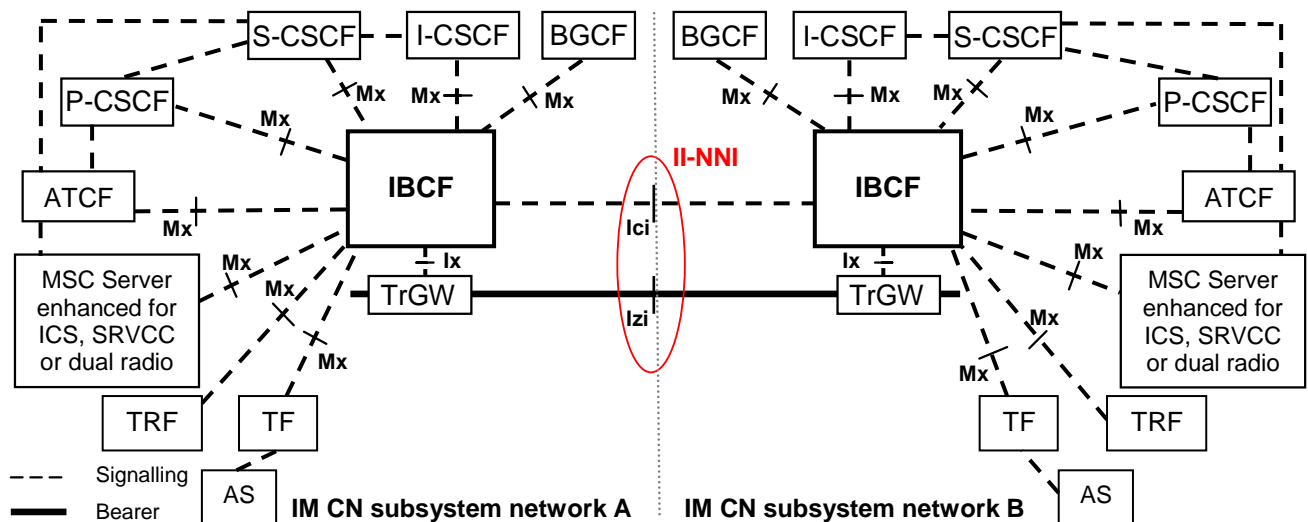 S-CSCF
I-CSCF
BGCF
BGCF
I-CSCF
S-CSCF
P-CSCF
Mx
Mx
Mx
Mx
Mx
Mx
P-CSCF
Mx
Mx
IBCF
II-NNI
IBCF
ATCF
Mx
Ici
Mx
ATCF
MSC Server
enhanced for
ICS, SRVCC
or dual radio
Mx
Ix
Ix
Mx
MSC Server
enhanced for
ICS, SRVCC
or dual radio
TrGW
Izi
TrGW
Mx
Mx
Mx
Mx
TRF
TF
TF
TRF
AS
AS
Signalling
Bearer
IM CN subsystem network A
IM CN subsystem network B